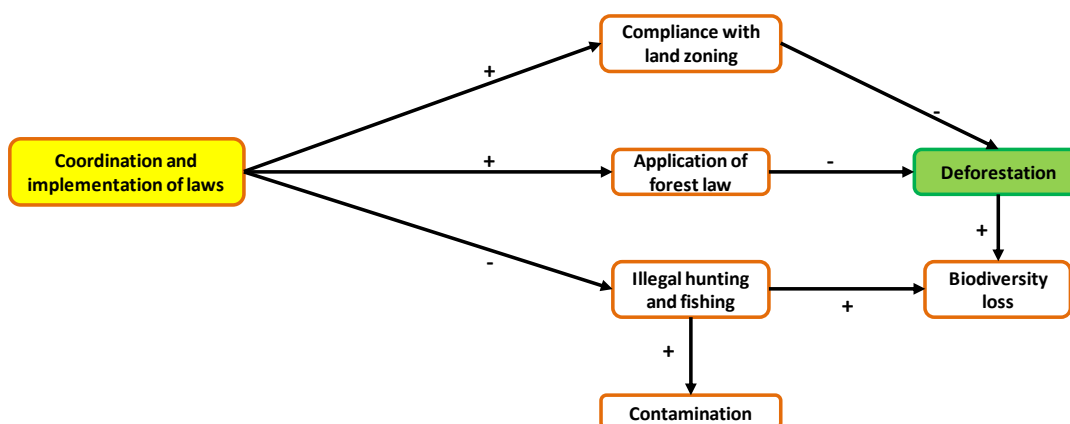 Compliance with
land zoning
+
-
Coordination and
implementation of laws
+
Application of
forest law
-
Deforestation
+
-
Illegal hunting
and fishing
+
Biodiversity
loss
+
Contamination